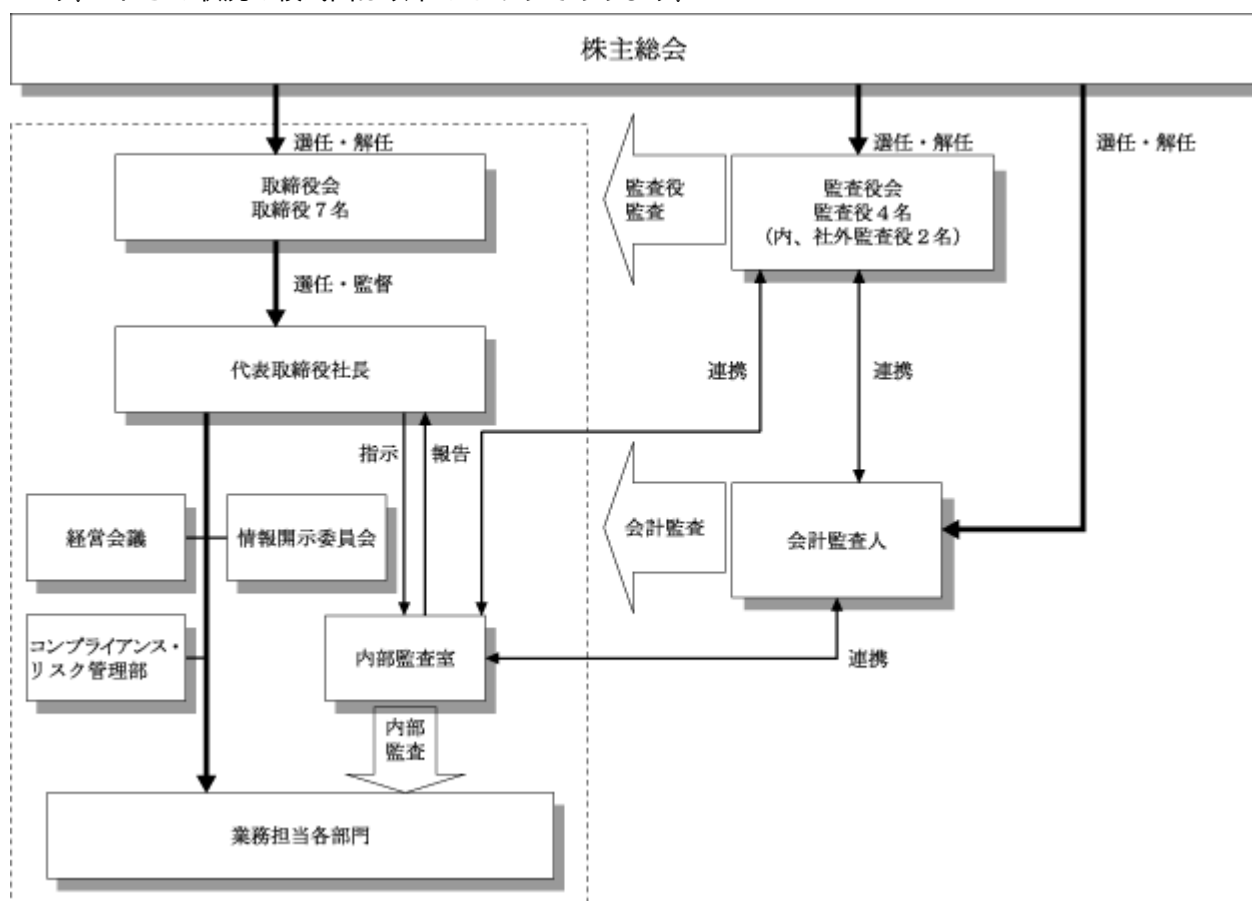 株主総会
選任・解任
選任・解任
選任・解任
取締役会
取締役7名
監査役
監査
監査役会
監査役4名
(内、社外監査役2名)
選任・監督
代表取締役社長
連携
連携
指示
報告
経営会議
情報開示委員会
会計監査
会計監査人
コンプライアンス・
リスク管理部
内部監査室
連携
内部
監査
業務担当各部門